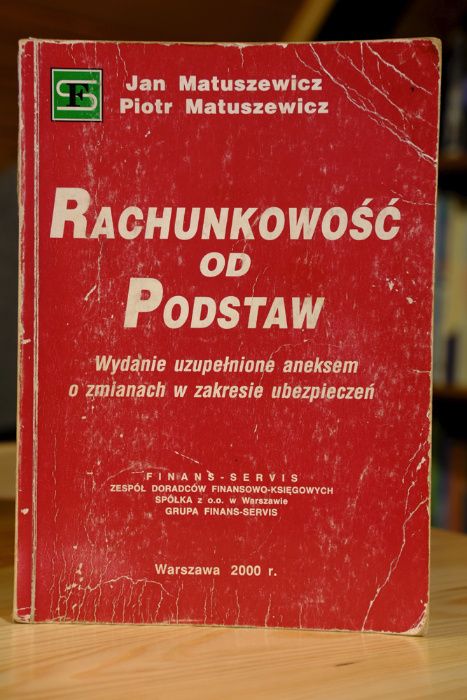 FS
Jan Matuszewicz
Piotr Matuszewicz
RACHUNKOWOŚĆ
OD
PODSTAW
Wydanie uzupełnione aneksem
o zmianach w zakresie ubezpieczeń
FINANS-SERVIS
ZESPÓŁ DORADCÓW FINANSOWO-KSIĘGOWYCH
SPÓŁKA z o.o. w Warszawie
GRUPA FINANS-SERVIS
Warszawa 2000 r.